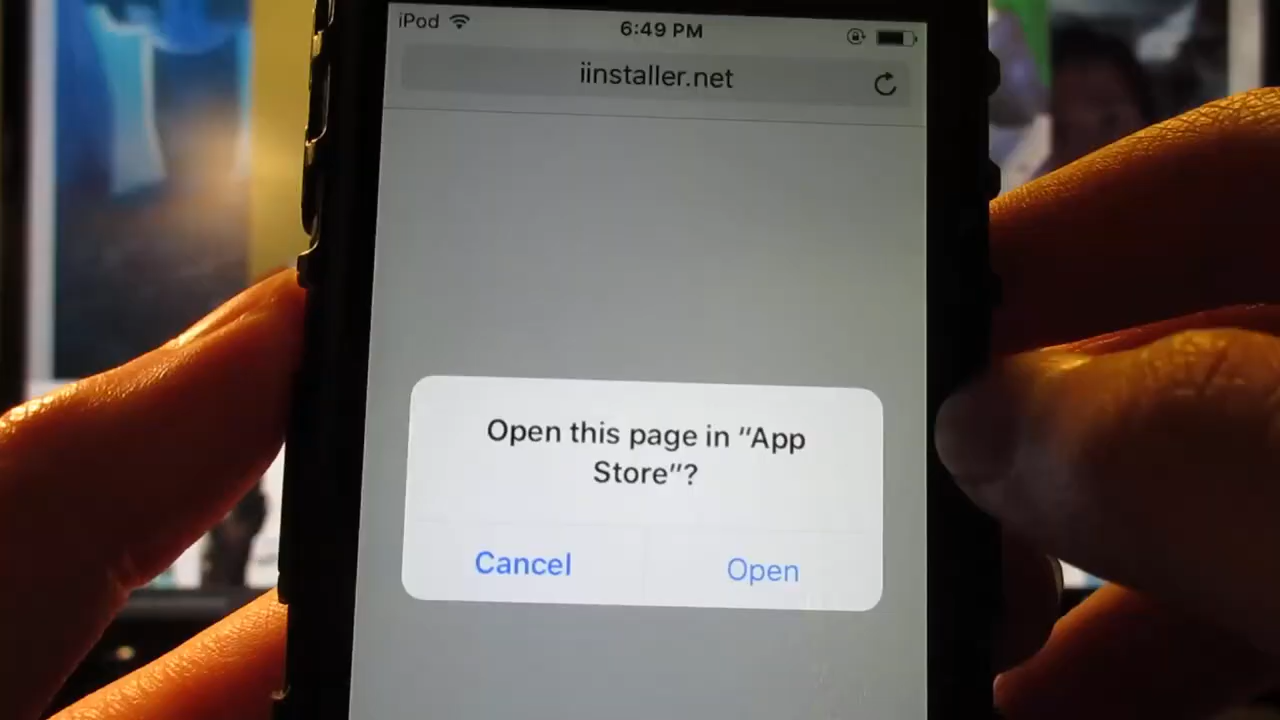 iPod 6:49 PM
iinstaller.net
Open this page in "App
Store"?
Cancel Open